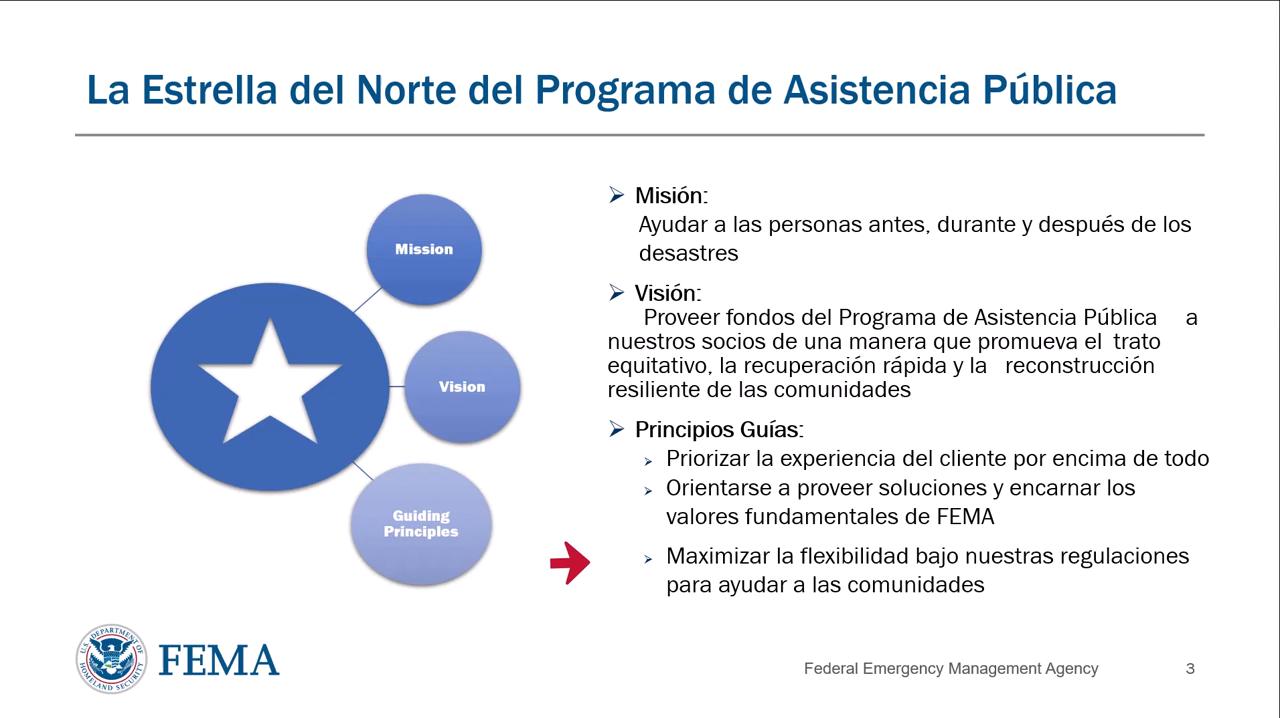 La Estrella del Norte del Programa de Asistencia Pública
Mission
Vision
Guiding
Principles
Misión:
Ayudar a las personas antes, durante y después de los
desastres
Visión:
Proveer fondos del Programa de Asistencia Pública a
nuestros socios de una manera que promueva el trato
equitativo, la recuperación rápida y la reconstrucción
resiliente de las comunidades
Principios Guías:
Priorizar la experiencia del cliente por encima de todo
Orientarse a proveer soluciones y encarnar los
valores fundamentales de FEMA
Maximizar la flexibilidad bajo nuestras regulaciones
para ayudar a las comunidades
U.S. DEPARTMENT OF
HOMELAND SECURITY
FEMA
Federal Emergency Management Agency
3